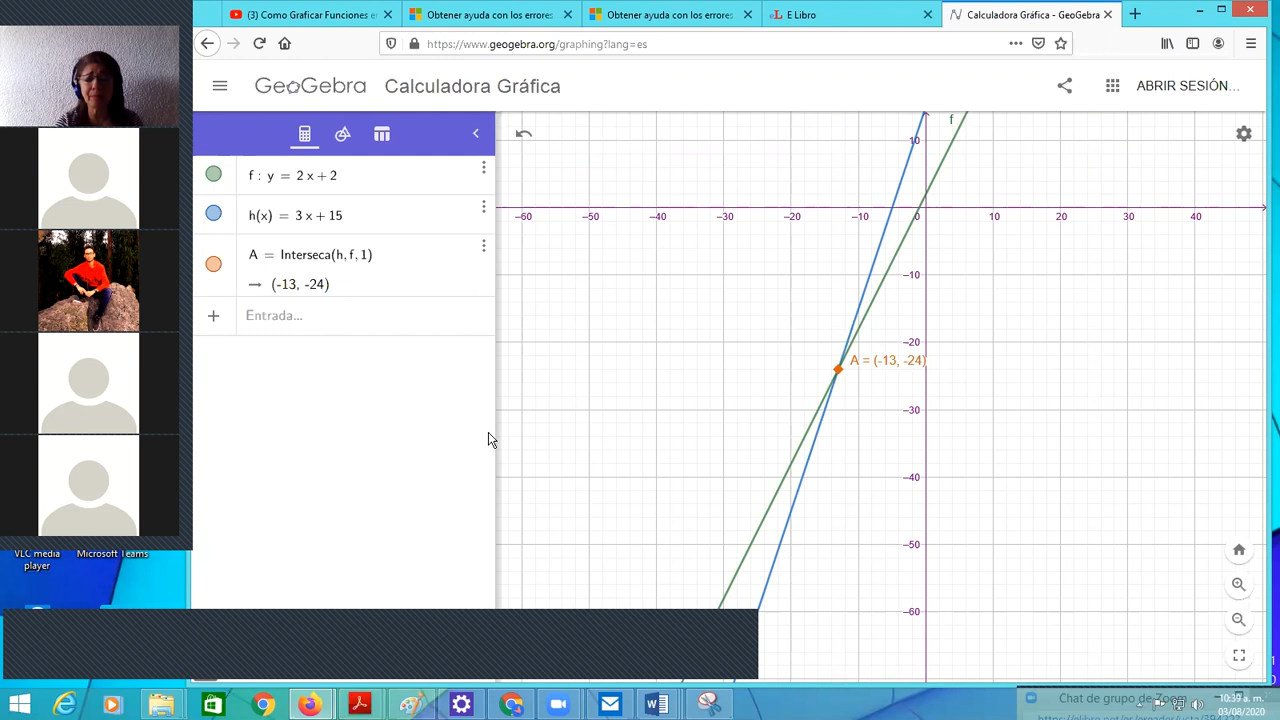 (3) Como Graficar Funciones e
Obtener ayuda con los errores
Obtener ayuda con los errores
E Libro
Calculadora Gráfica - GeoGebra
https://www.geogebra.org/graphing?lang=es
GeoGebra Calculadora Gráfica
ABRIR SESIÓN...
f : y = 2 x + 2
h(x) = 3 x + 15
A = Interseca(h, f, 1)
→ (-13, -24)
Entrada...
f
10
−60 −50 −40 −30 −20 −10 0 10 20 30 40
−10
−20
A = (-13, -24)
−30
−40
−50
−60
VLC media player
Microsoft Teams
Chat de grupo de Zoom
10:39 a. m.
03/08/2020